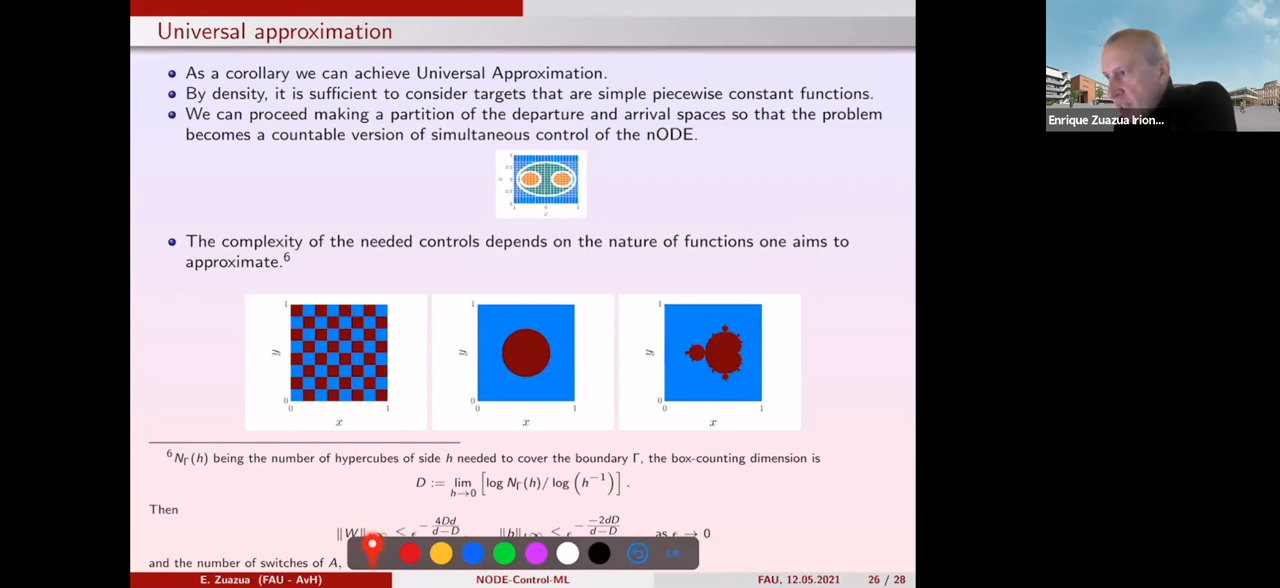 Universal approximation
As a corollary we can achieve Universal Approximation.
By density, it is sufficient to consider targets that are simple piecewise constant functions.
We can proceed making a partition of the departure and arrival spaces so that the problem
becomes a countable version of simultaneous control of the nODE.
The complexity of the needed controls depends on the nature of functions one aims to
approximate.⁶
1
y
0
0
1
x
1
y
0
0
1
x
1
y
0
0
1
x
⁶ N_Γ(h) being the number of hypercubes of side h needed to cover the boundary Γ, the box-counting dimension is
D := lim_{h→0} [log N_Γ(h)/ log (h⁻¹)] .
Then
as ϵ → 0
and the number of switches of A,
OK
E. Zuazua (FAU - AvH)
NODE-Control-ML
FAU, 12.05.2021
26 / 28
Enrique Zuazua Irion...